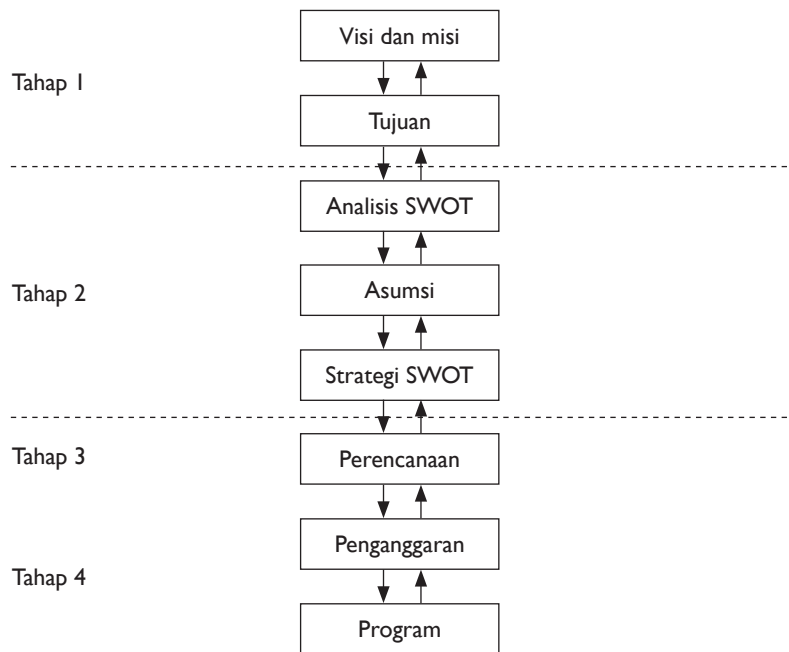 Visi dan misi
Tahap 1
Tujuan
Analisis SWOT
Tahap 2
Asumsi
Strategi SWOT
Tahap 3
Perencanaan
Penganggaran
Tahap 4
Program